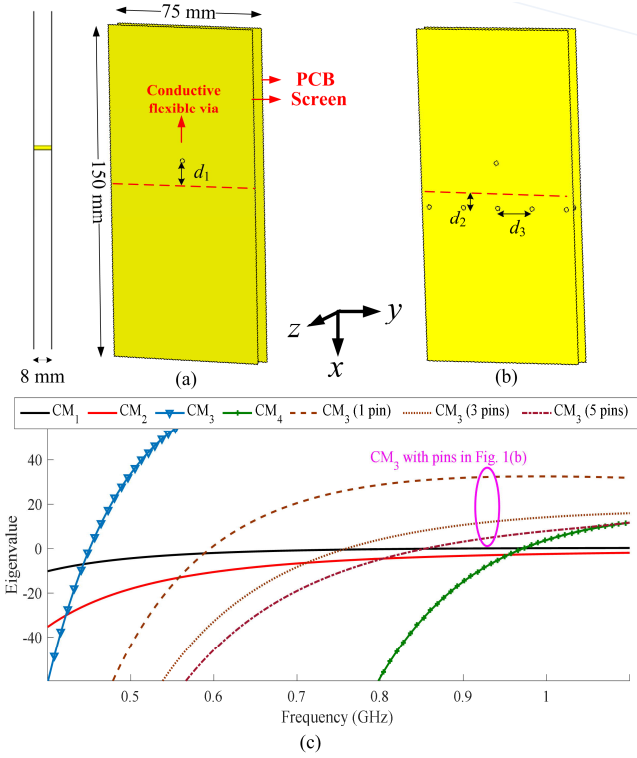 75 mm
Conductive
flexible via
PCB
Screen
d1
150 mm
8 mm
(a)
d2
d3
z
y
x
(b)
CM1 CM2 CM3 CM4 CM3 (1 pin) CM3 (3 pins) CM3 (5 pins)
CM3 with pins in Fig. 1(b)
Eigenvalue
40
20
0
-20
-40
0.5 0.6 0.7 0.8 0.9 1
Frequency (GHz)
(c)